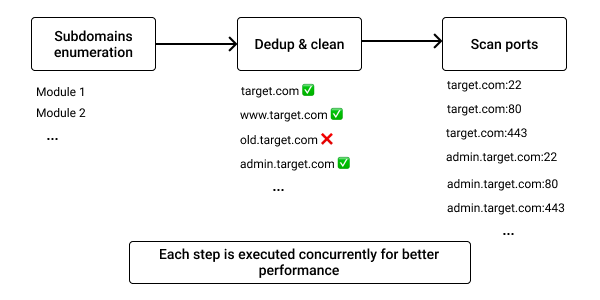 Subdomains
enumeration
Dedup & clean
Scan ports
Module 1
Module 2
...
target.com ✅
www.target.com ✅
old.target.com ❌
admin.target.com ✅
...
target.com:22
target.com:80
target.com:443
admin.target.com:22
admin.target.com:80
admin.target.com:443
...
Each step is executed concurrently for better
performance